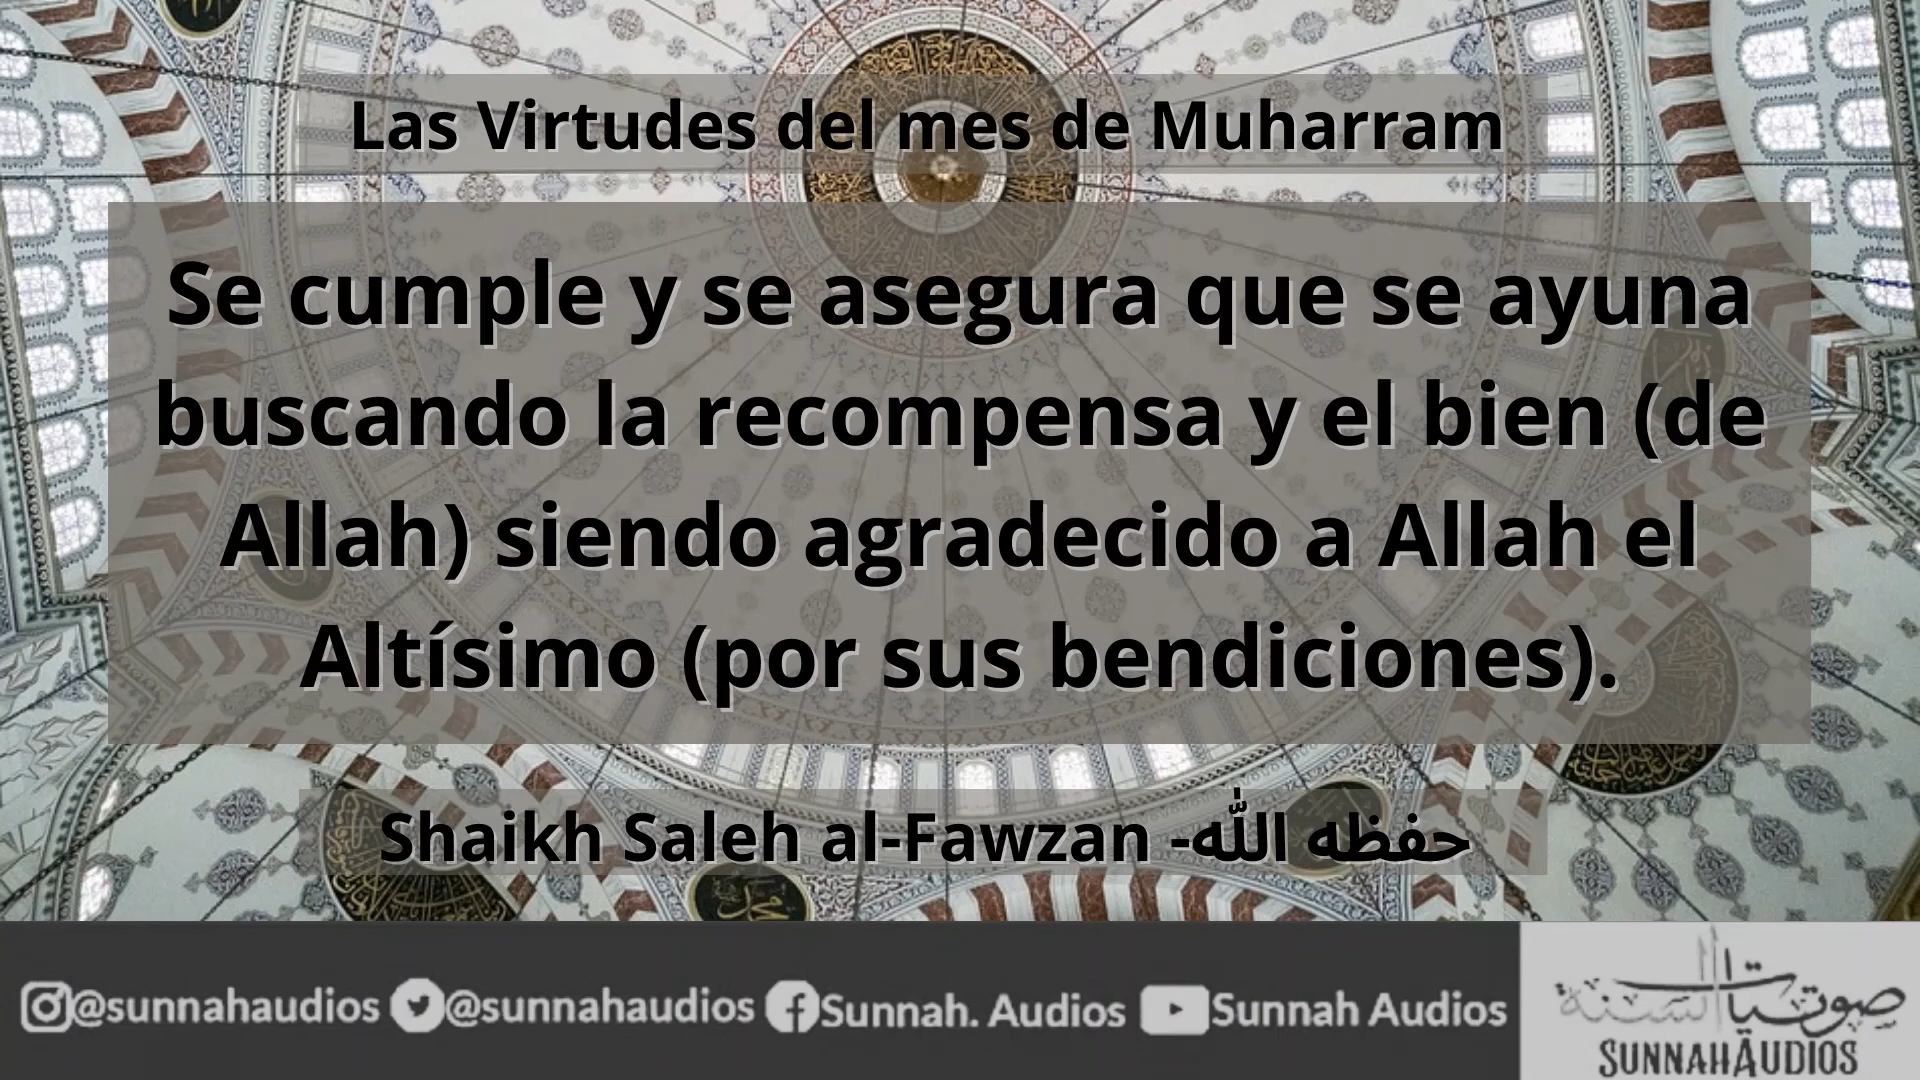 Las Virtudes del mes de Muharram
Se cumple y se asegura que se ayuna
buscando la recompensa y el bien (de
Allah) siendo agradecido a Allah el
Altísimo (por sus bendiciones).
Shaikh Saleh al-Fawzan -حفظه الله
@sunnahaudios @sunnahaudios Sunnah. Audios Sunnah Audios
صوتيات السنة
SUNNAHAUDIOS